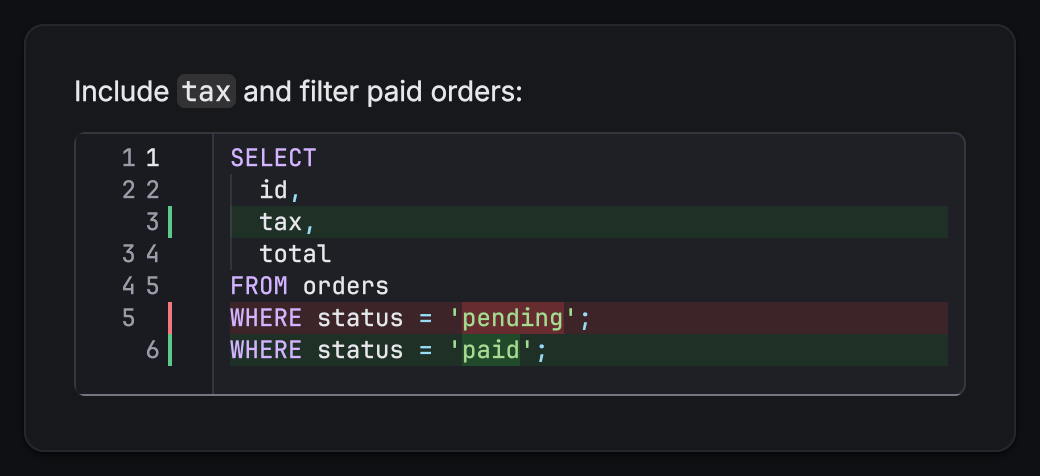 Include tax and filter paid orders:
1 1 SELECT
2 2   id,
3   tax,
3 4   total
4 5 FROM orders
5 WHERE status = 'pending';
6 WHERE status = 'paid';